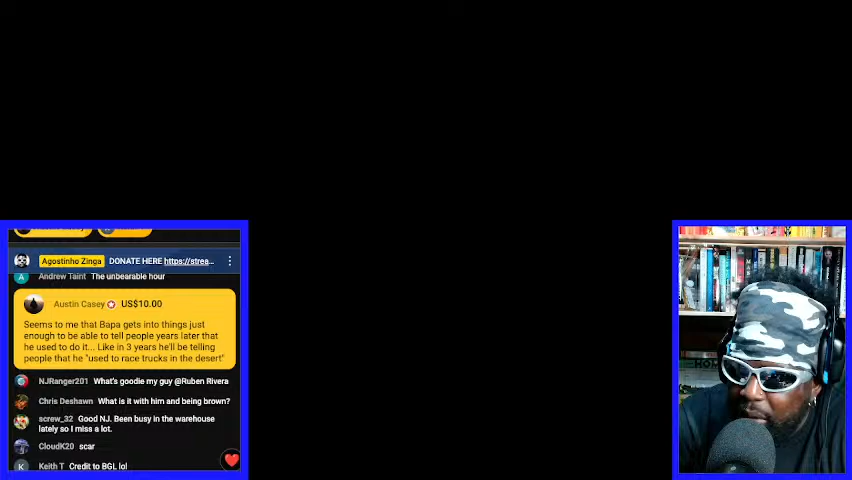 Agostinho Zinga DONATE HERE https://strea...
A Andrew Taint The unbearable hour
Austin Casey US$10.00
Seems to me that Bapa gets into things just
enough to be able to tell people years later that
he used to do it... Like in 3 years he'll be telling
people that he "used to race trucks in the desert"
NJRanger201 What's goodie my guy @Ruben Rivera
Chris Deshawn What is it with him and being brown?
screw_32 Good NJ. Been busy in the warehouse
lately so I miss a lot.
CloudK20 scar
K Keith T Credit to BGL lol